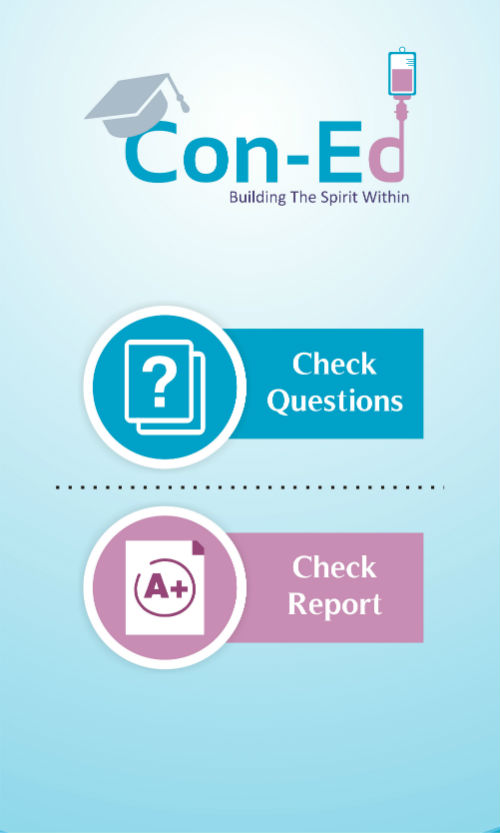 Con-Ed
Building The Spirit Within
?
Check
Questions
A+
Check
Report